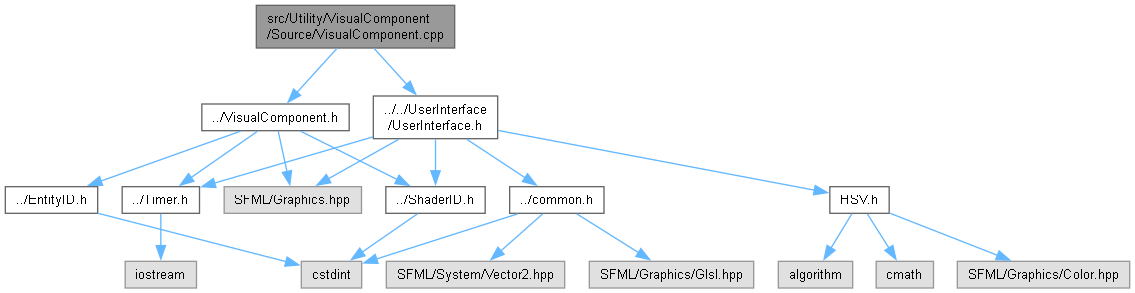 src/Utility/VisualComponent
/Source/VisualComponent.cpp
../VisualComponent.h
../../UserInterface
/UserInterface.h
../EntityID.h
../Timer.h
SFML/Graphics.hpp
../ShaderID.h
../common.h
HSV.h
iostream
cstdint
SFML/System/Vector2.hpp
SFML/Graphics/Glsl.hpp
algorithm
cmath
SFML/Graphics/Color.hpp